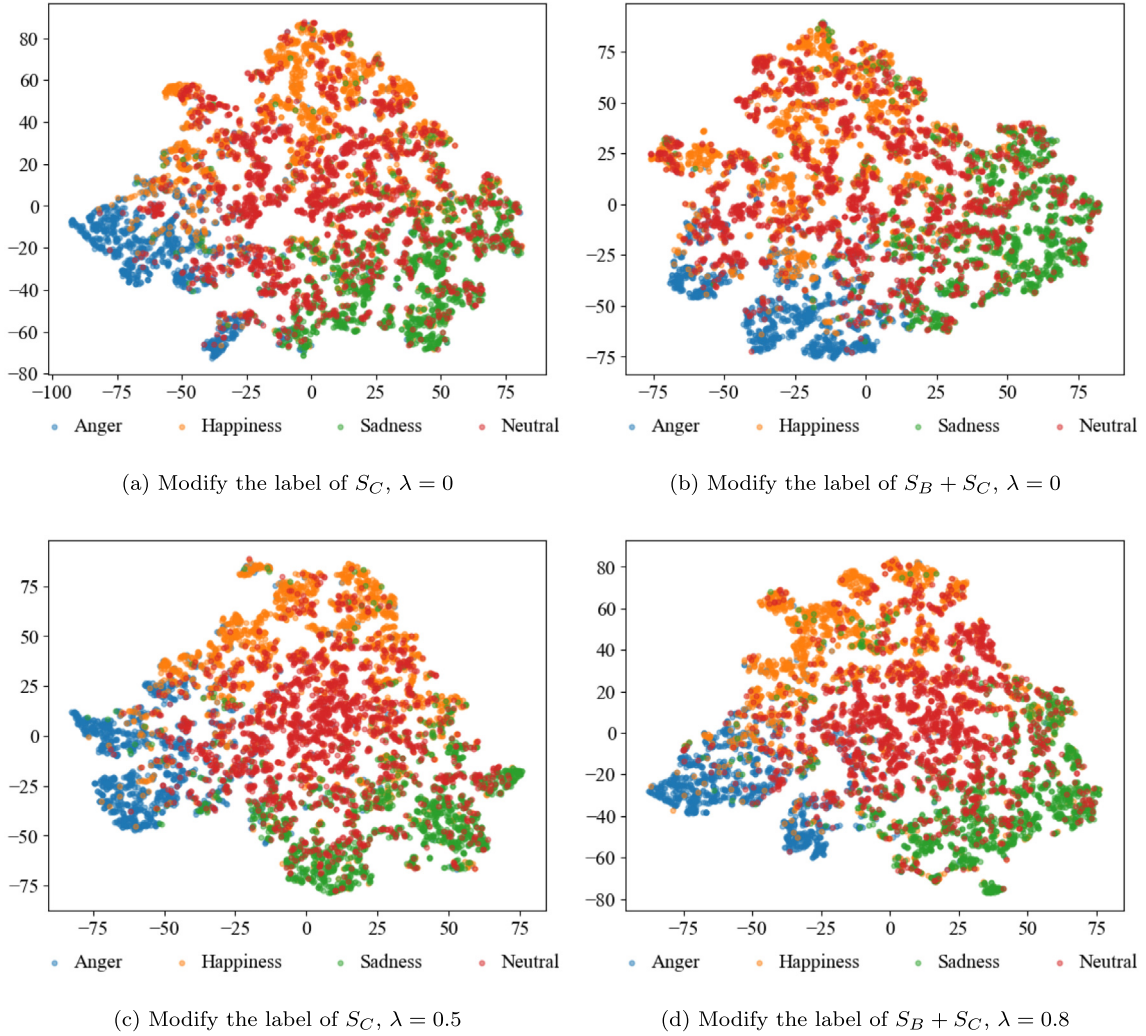 80
60
40
20
0
−20
−40
−60
−80
−100 −75 −50 −25 0 25 50 75
Anger Happiness Sadness Neutral
(a) Modify the label of S_C, λ = 0
75
50
25
0
−25
−50
−75
−75 −50 −25 0 25 50 75
Anger Happiness Sadness Neutral
(b) Modify the label of S_B + S_C, λ = 0
75
50
25
0
−25
−50
−75
−75 −50 −25 0 25 50 75
Anger Happiness Sadness Neutral
(c) Modify the label of S_C, λ = 0.5
80
60
40
20
0
−20
−40
−60
−80
−75 −50 −25 0 25 50 75
Anger Happiness Sadness Neutral
(d) Modify the label of S_B + S_C, λ = 0.8